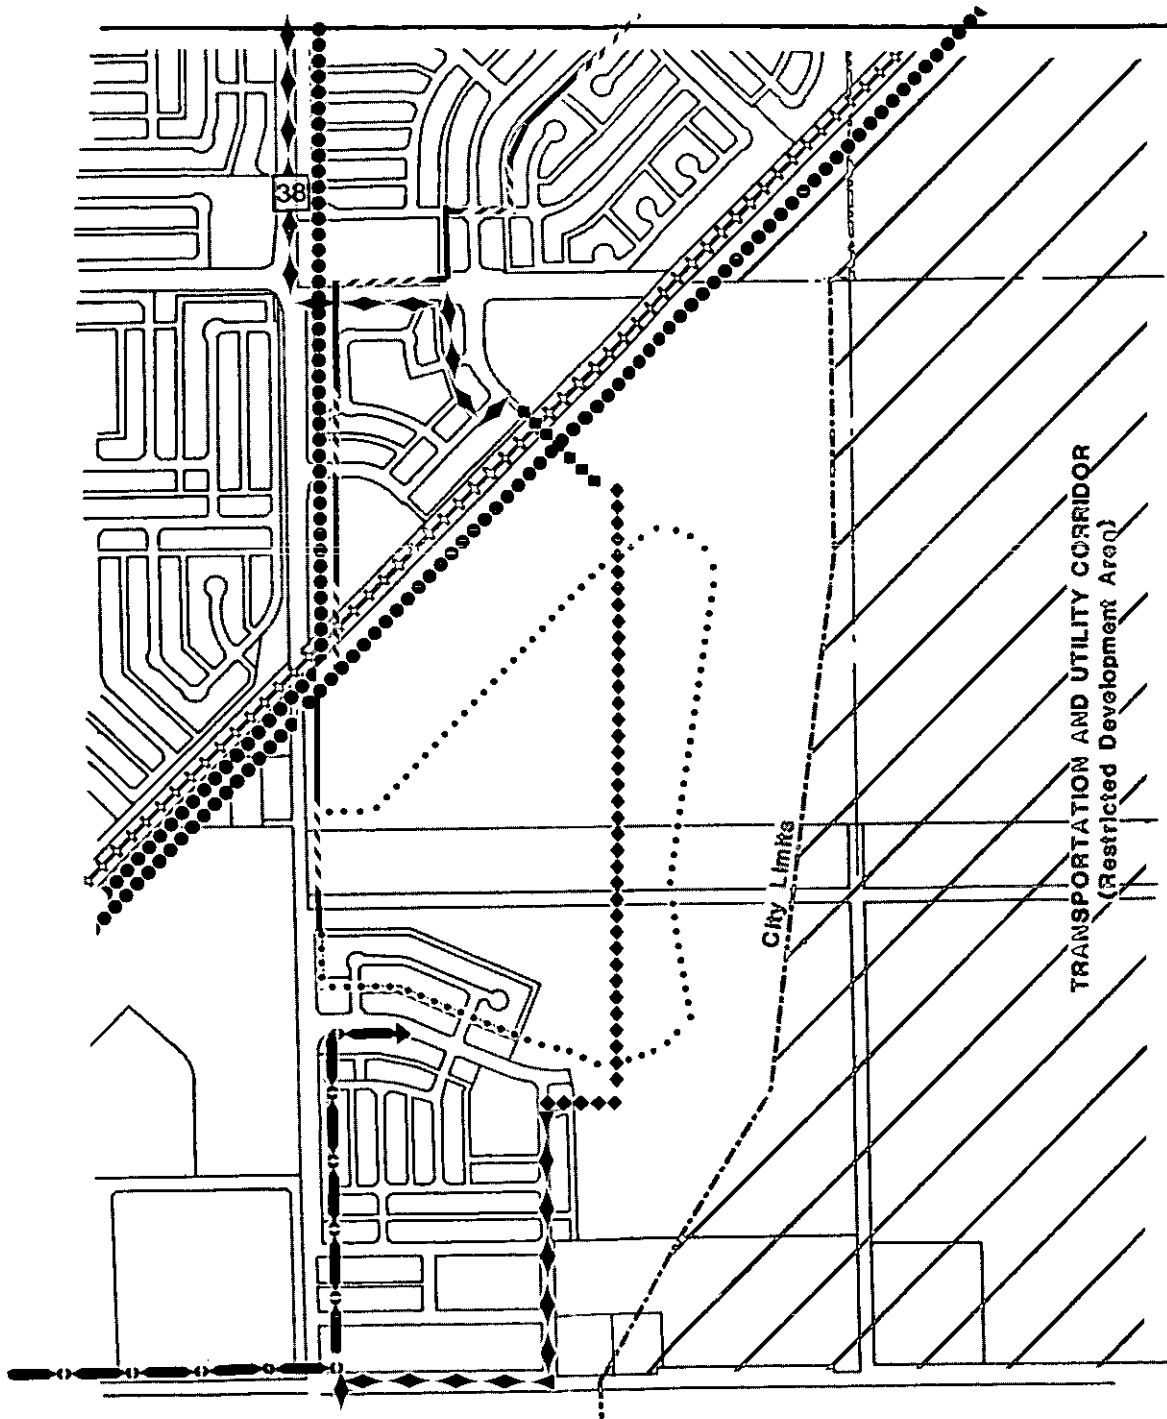 38
City Limits
TRANSPORTATION AND UTILITY CORRIDOR
(Restricted Development Area)